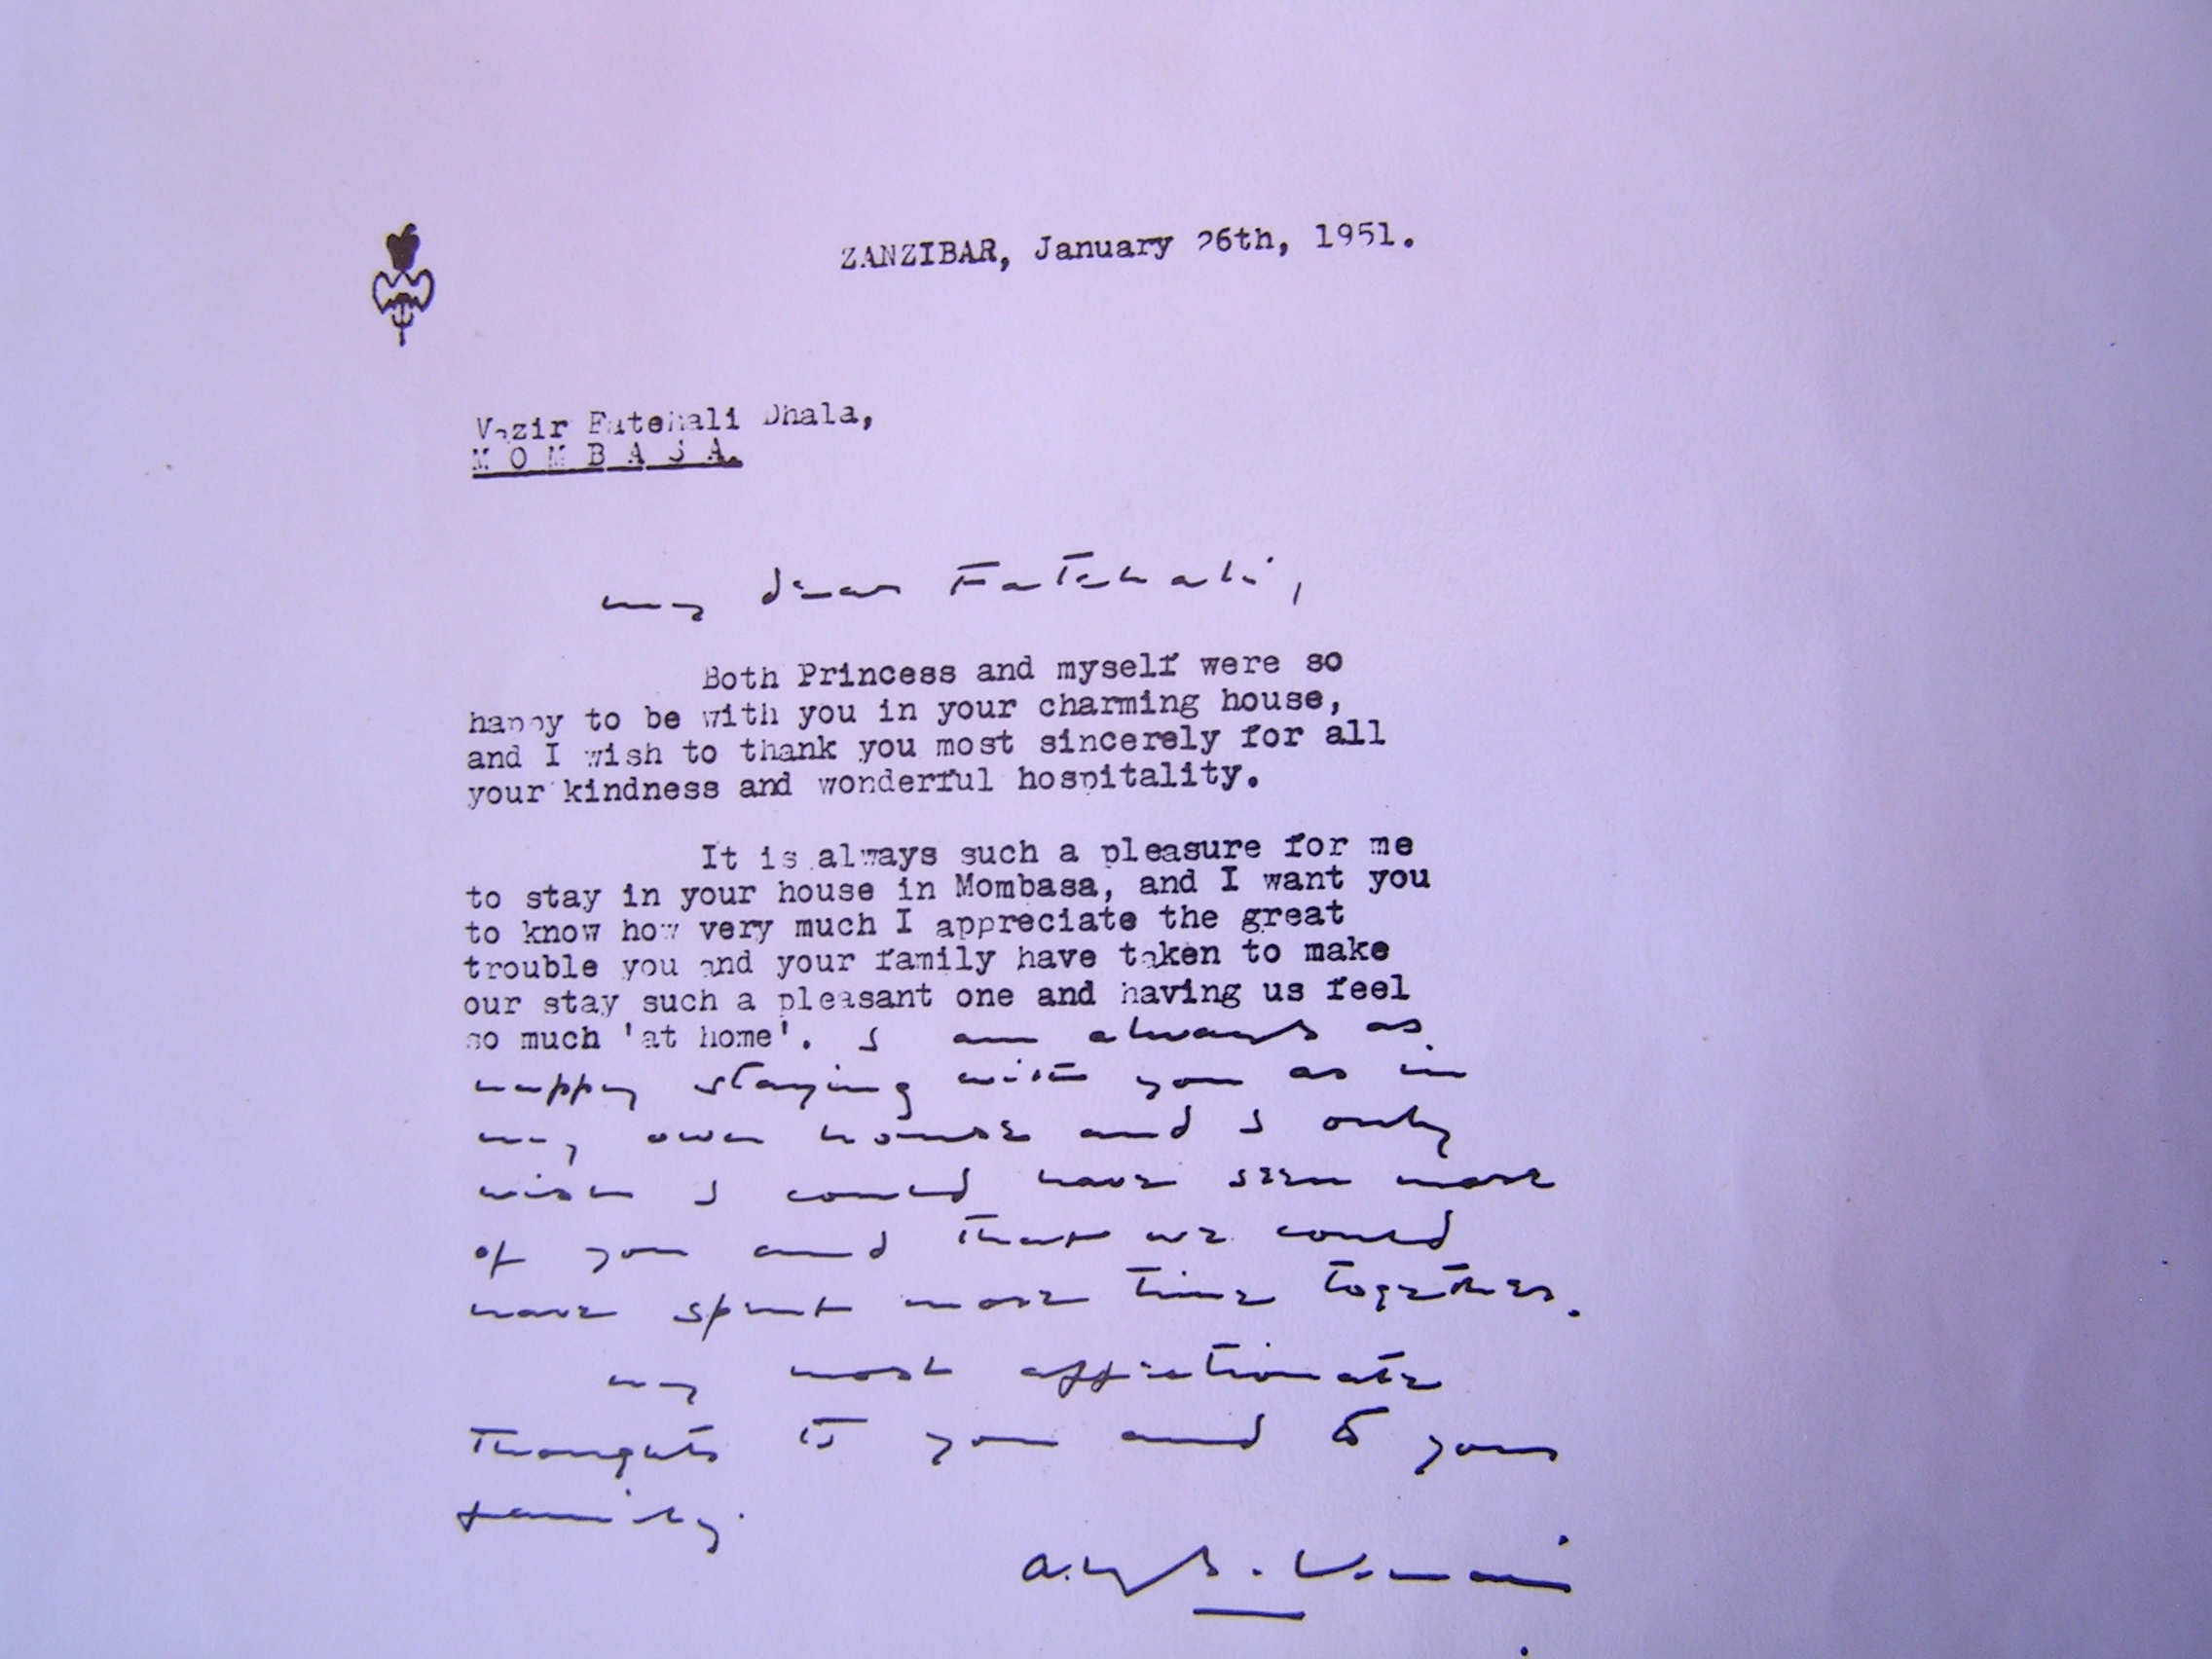 ZANZIBAR, January 26th, 1951.
Vazir Fatehali Dhala,
M O M B A S A.
my dear Fatehali,
Both Princess and myself were so
happy to be with you in your charming house,
and I wish to thank you most sincerely for all
your kindness and wonderful hospitality.
It is always such a pleasure for me
to stay in your house in Mombasa, and I want you
to know how very much I appreciate the great
trouble you and your family have taken to make
our stay such a pleasant one and having us feel
so much 'at home'. I am always as
happy staying with you as in
my own house and I only
wish I could have seen more
of you and that we could
have spent more time together.
my most affectionate
thoughts to you and to your
family.